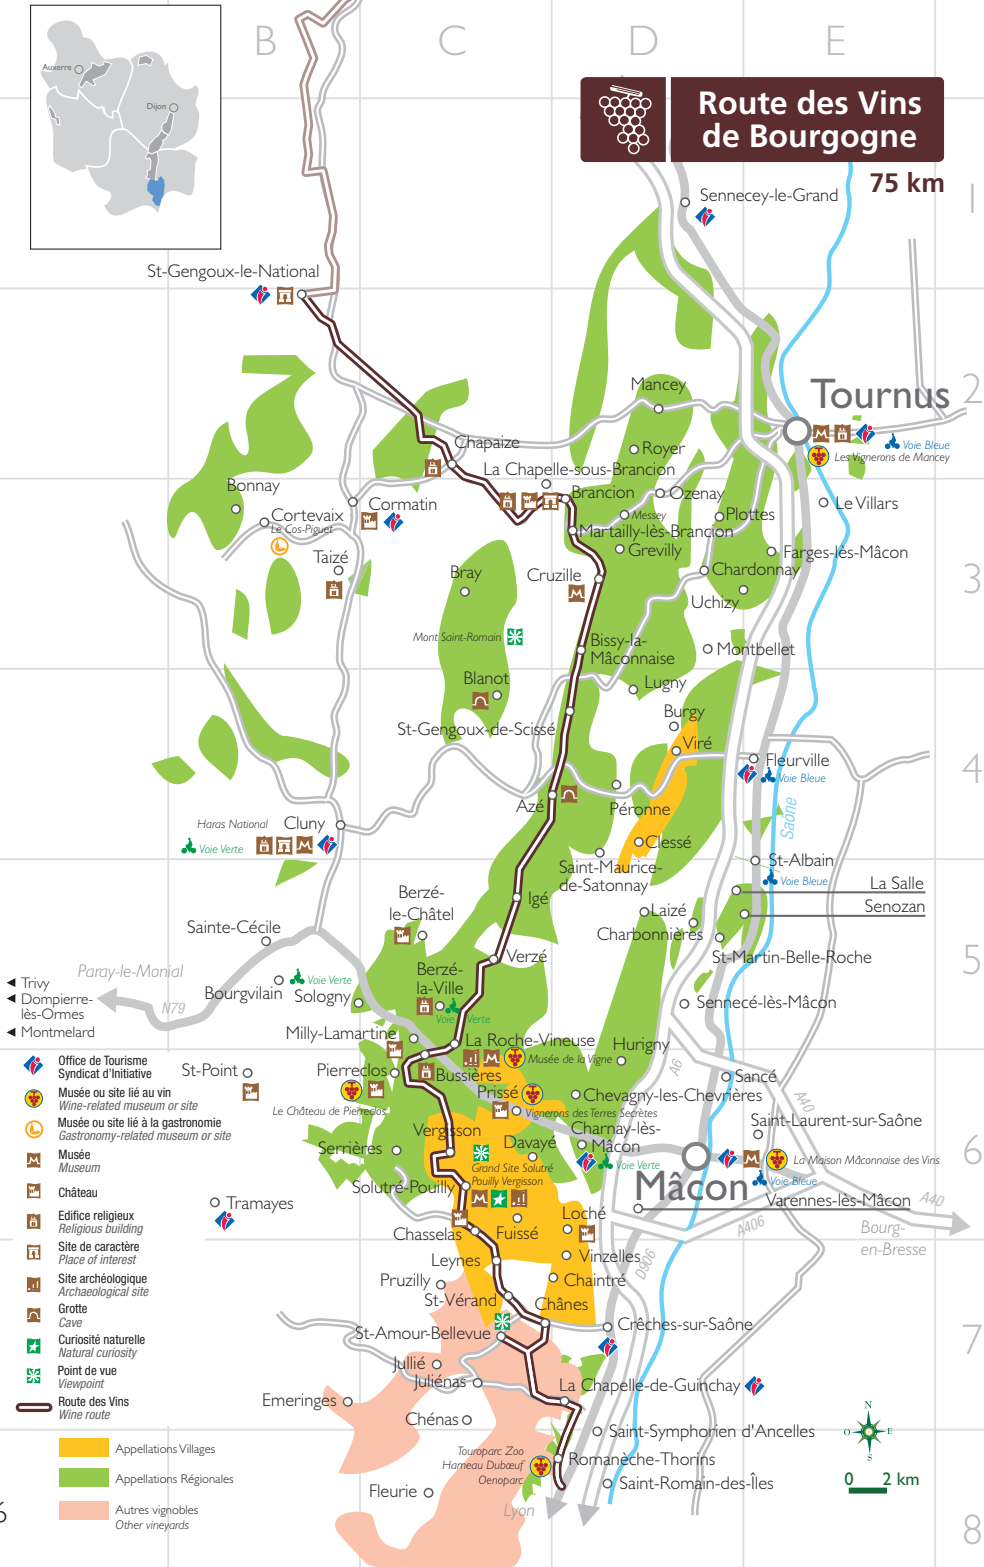 B
C
D
E
Auxerre
Dijon
Route des Vins
de Bourgogne
75 km
1
Sennecey-le-Grand
St-Gengoux-le-National
2
Mancey
Tournus
Voie Bleue
Les Vignerons de Mancey
Chapaize
Royer
La Chapelle-sous-Brancion
Bonnay
Brancion
Ozenay
Le Villars
Cormatin
Cortevaix
Le Cos-Piguet
Messey
Plottes
Martailly-lès-Brancion
Grevilly
Farges-lès-Mâcon
Taizé
Bray
Cruzille
Chardonnay
3
Uchizy
Mont Saint-Romain
Bissy-la-
Mâconnaise
Montbellet
Blanot
Lugny
St-Gengoux-de-Scissé
Burgy
Viré
Fleurville
Voie Bleue
4
Azé
Péronne
Saône
Haras National
Cluny
Voie Verte
Clessé
Saint-Maurice-
de-Satonnay
St-Albain
Voie Bleue
La Salle
Berzé-
le-Châtel
Igé
Laizé
Senozan
Sainte-Cécile
Charbonnières
Verzé
St-Martin-Belle-Roche
5
Paray-le-Monial
Berzé-
la-Ville
Voie Verte
Trivy
Dompierre-
lès-Ormes
Montmelard
Bourgvilain
Voie Verte
Sologny
N79
Sennecé-lès-Mâcon
Milly-Lamartine
La Roche-Vineuse
Musée de la Vigne
Hurigny
A6
St-Point
Pierreclos
Bussières
Sancé
Le Château de Pierreclos
Prissé
Vignerons des Terres Secrètes
Chevagny-les-Chevrières
A40
Vergisson
Davayé
Charnay-lès-
Mâcon
Voie Verte
Saint-Laurent-sur-Saône
6
Serrières
Grand Site Solutré
Pouilly Vergisson
La Maison Mâconnaise des Vins
Voie Bleue
Mâcon
Solutré-Pouilly
Varennes-lès-Mâcon
A40
Tramayes
Loché
Chasselas
Fuissé
A406
Bourg-
en-Bresse
Leynes
Vinzelles
D906
Pruzilly
Chaintré
St-Vérand
Chânes
St-Amour-Bellevue
Crêches-sur-Saône
7
Jullié
Juliénas
La Chapelle-de-Guinchay
Emeringes
Chénas
Saint-Symphorien d'Ancelles
Touroparc Zoo
Hameau Dubœuf
Oenoparc
Romanèche-Thorins
Saint-Romain-des-Îles
Fleurie
Lyon
8
Office de Tourisme
Syndicat d'Initiative
Musée ou site lié au vin
Wine-related museum or site
Musée ou site lié à la gastronomie
Gastronomy-related museum or site
Musée
Museum
Château
Edifice religieux
Religious building
Site de caractère
Place of interest
Site archéologique
Archaeological site
Grotte
Cave
Curiosité naturelle
Natural curiosity
Point de vue
Viewpoint
Route des Vins
Wine route
Appellations Villages
Appellations Régionales
Autres vignobles
Other vineyards
N
O
E
S
0 2 km